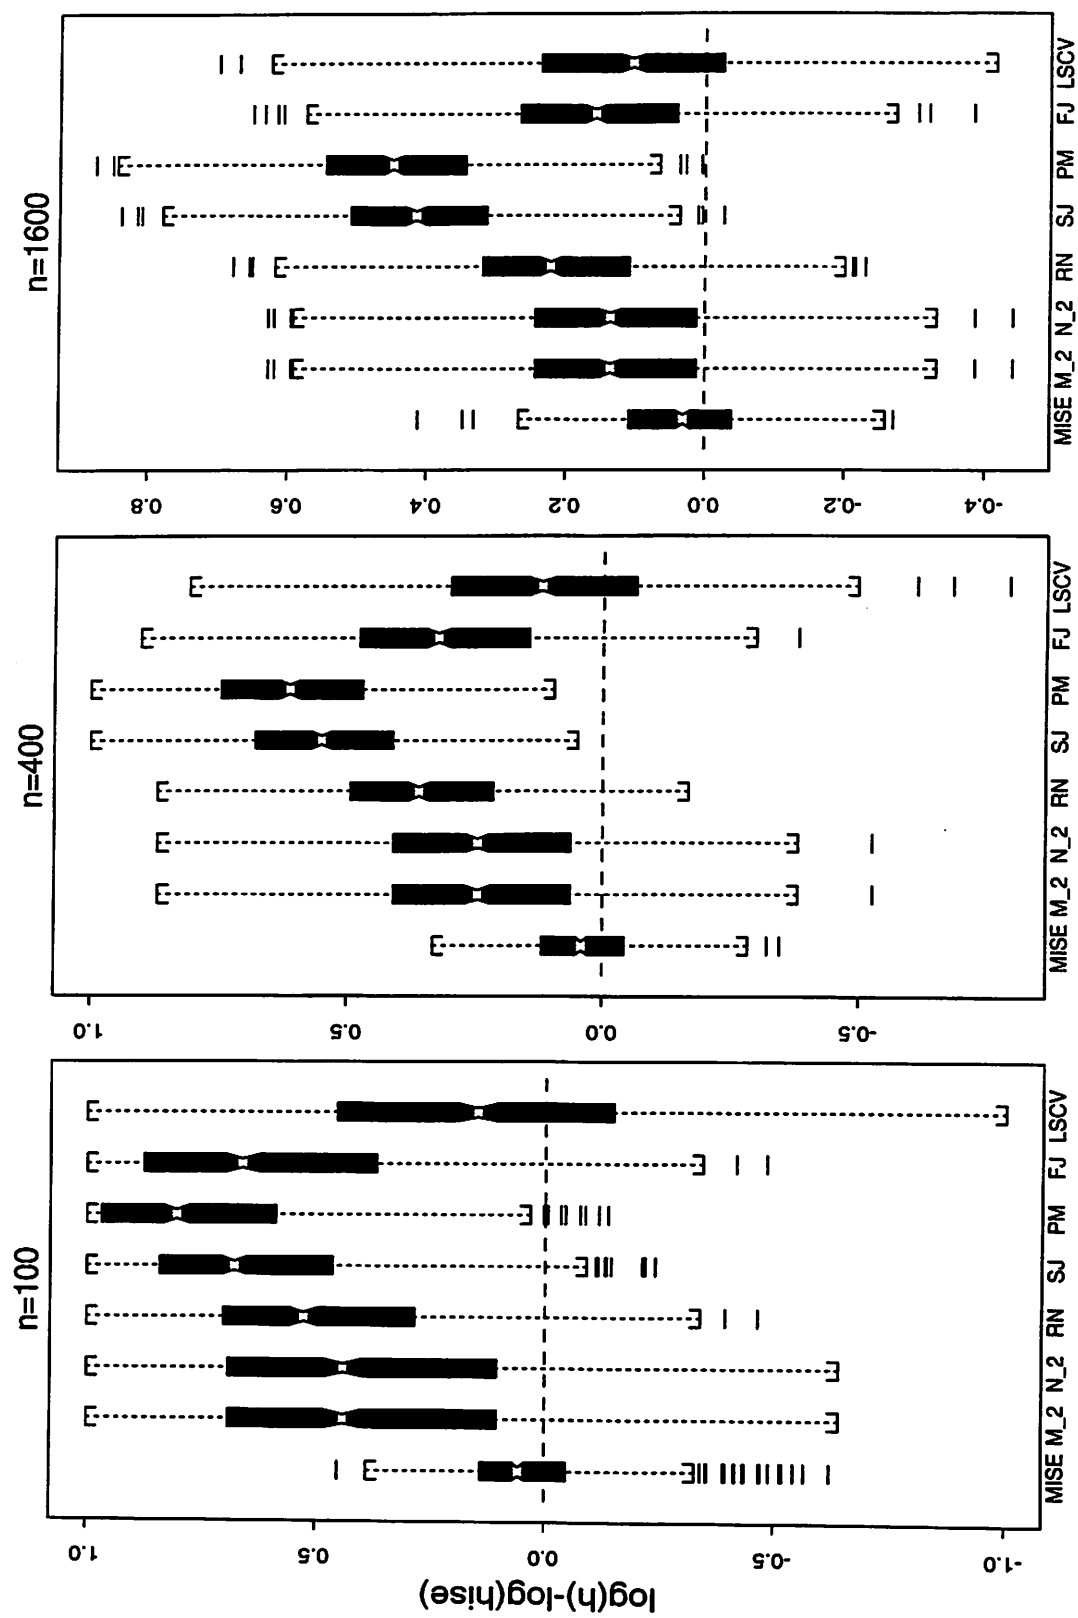 n=100
n=400
n=1600
log(h)-log(hise)
1.0
0.5
0.0
-0.5
-1.0
MISE M_2 N_2 RN SJ PM FJ LSCV
1.0
0.5
0.0
-0.5
MISE M_2 N_2 RN SJ PM FJ LSCV
0.8
0.6
0.4
0.2
0.0
-0.2
-0.4
MISE M_2 N_2 RN SJ PM FJ LSCV